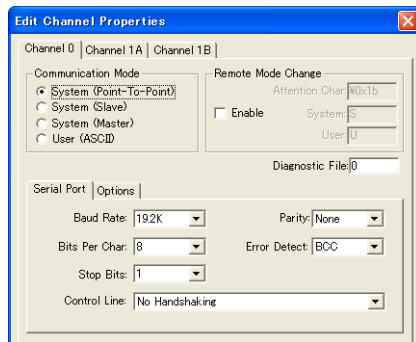 Edit Channel Properties
Channel 0 Channel 1A Channel 1B
Communication Mode
System (Point-To-Point)
System (Slave)
System (Master)
User (ASCII)
Remote Mode Change
Attention Char: ¥0x1b
Enable
System: S
User: U
Diagnostic File: 0
Serial Port Options
Baud Rate: 19.2K
Parity: None
Bits Per Char: 8
Error Detect: BCC
Stop Bits: 1
Control Line: No Handshaking